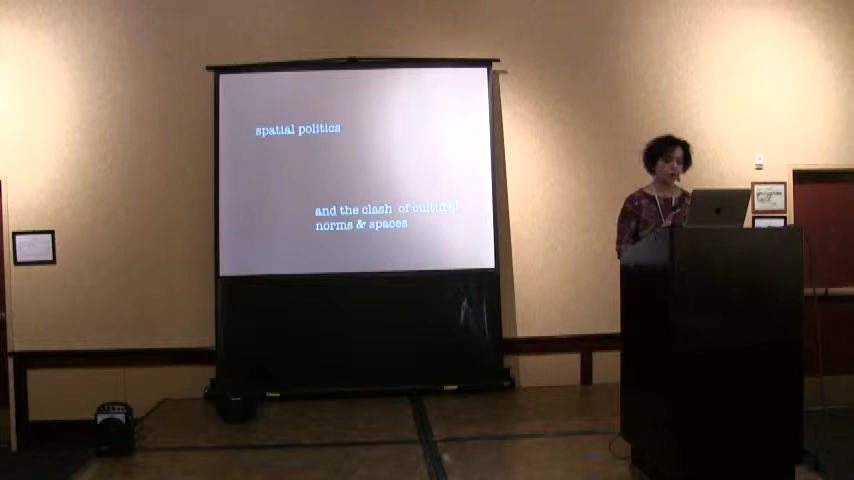 spatial politics
and the clash of cultural
norms & spaces